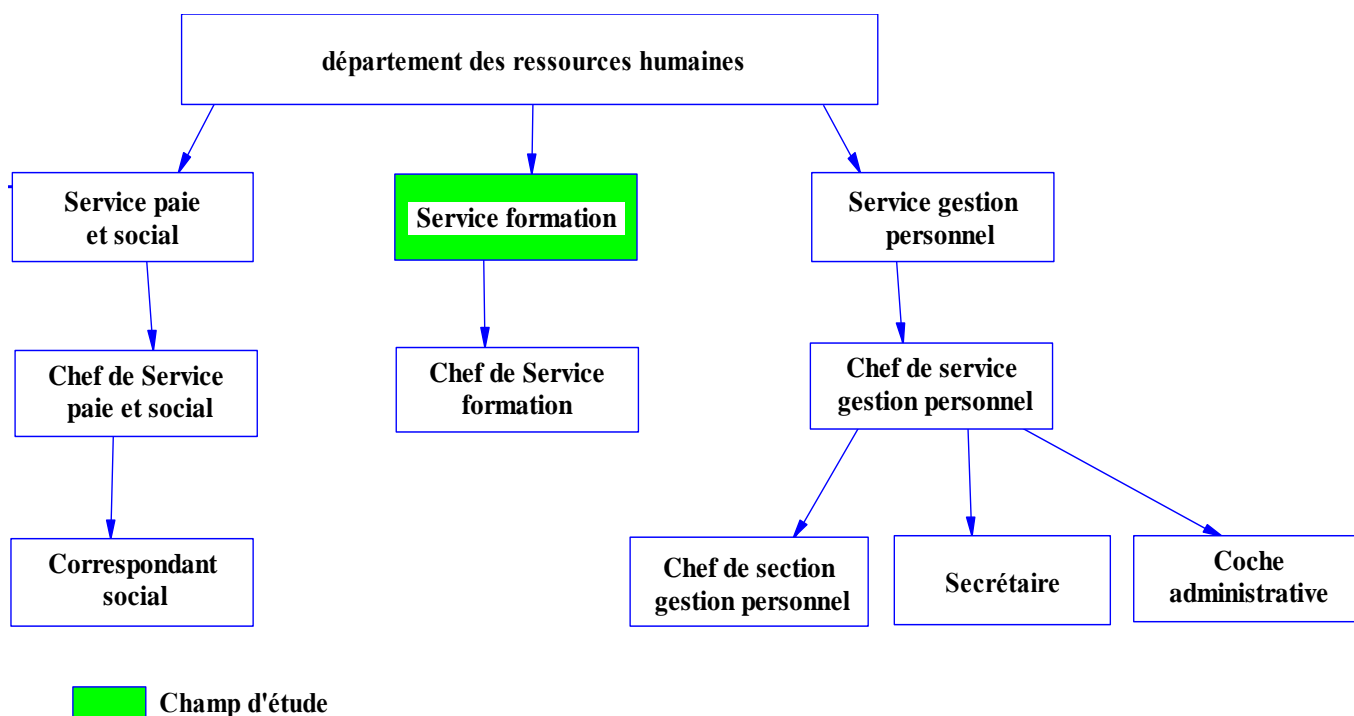 département des ressources humaines
Service paie
et social
Service formation
Service gestion
personnel
Chef de Service
paie et social
Chef de Service
formation
Chef de service
gestion personnel
Correspondant
social
Chef de section
gestion personnel
Secrétaire
Coche
administrative
Champ d'étude